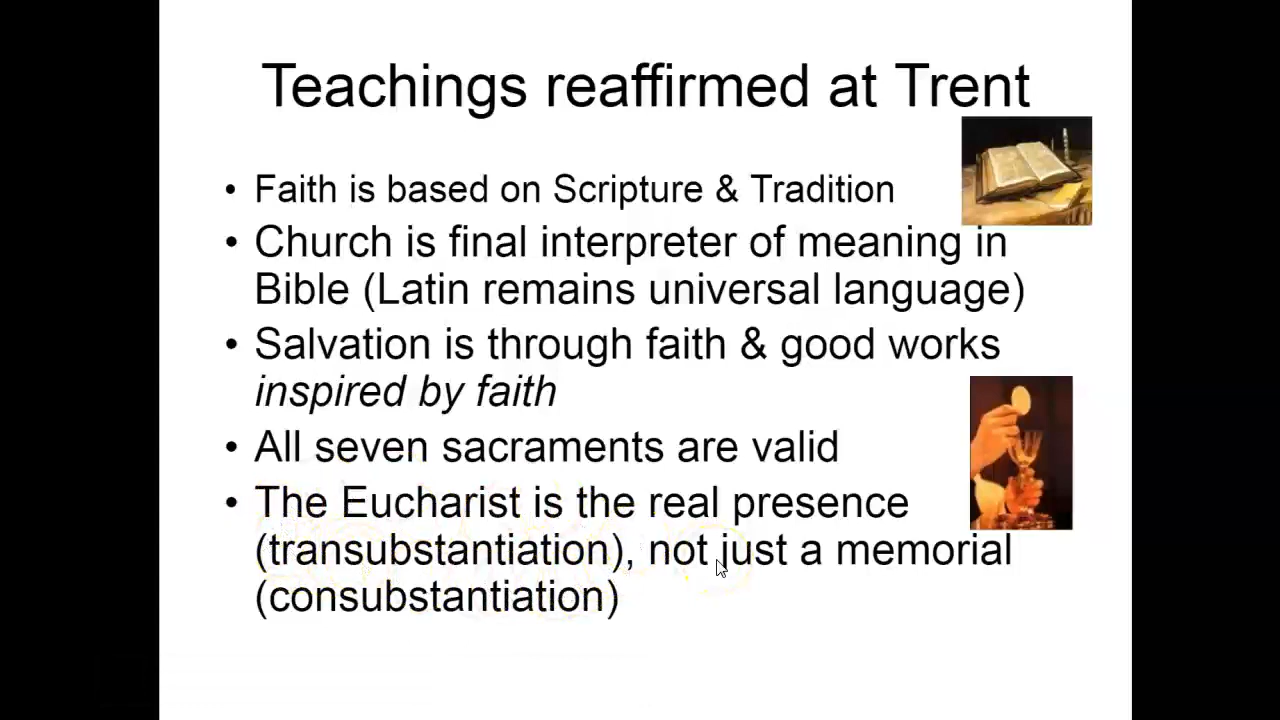 Teachings reaffirmed at Trent
• Faith is based on Scripture & Tradition
• Church is final interpreter of meaning in
Bible (Latin remains universal language)
• Salvation is through faith & good works
inspired by faith
• All seven sacraments are valid
• The Eucharist is the real presence
(transubstantiation), not just a memorial
(consubstantiation)